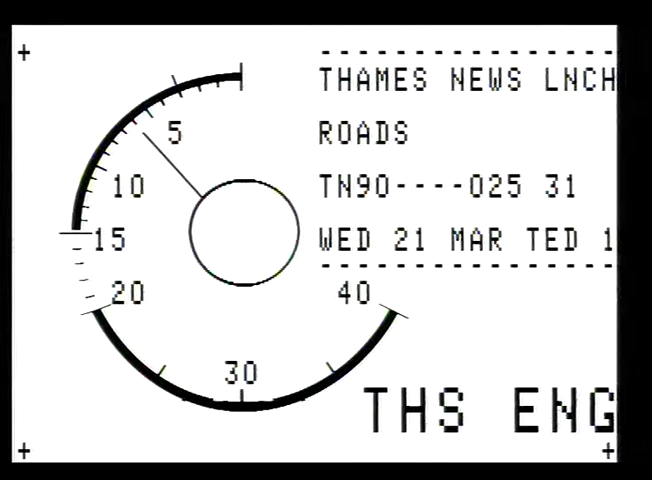 THAMES NEWS LNCH
ROADS
TN90----025 31
WED 21 MAR TED 1
5
10
15
20
30
40
THS ENG